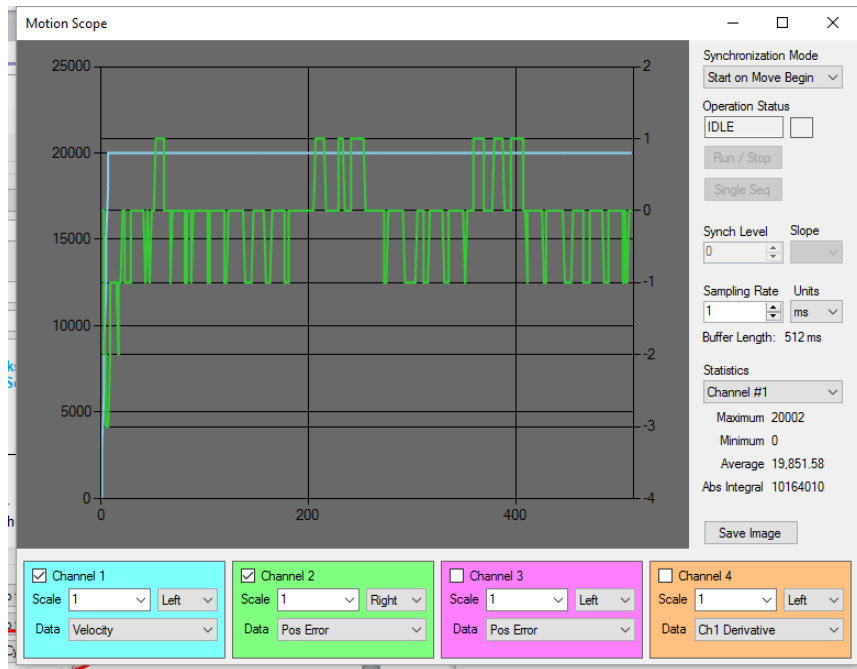 Motion Scope
25000
20000
15000
10000
5000
0
2
1
0
-1
-2
-3
-4
0
200
400
Synchronization Mode
Start on Move Begin
Operation Status
IDLE
Run / Stop
Single Seq
Synch Level Slope
0
Sampling Rate Units
1 ms
Buffer Length: 512 ms
Statistics
Channel #1
Maximum 20002
Minimum 0
Average 19,851.58
Abs Integral 10164010
Save Image
Channel 1
Scale 1 Left
Data Velocity
Channel 2
Scale 1 Right
Data Pos Error
Channel 3
Scale 1 Left
Data Pos Error
Channel 4
Scale 1 Left
Data Ch1 Derivative